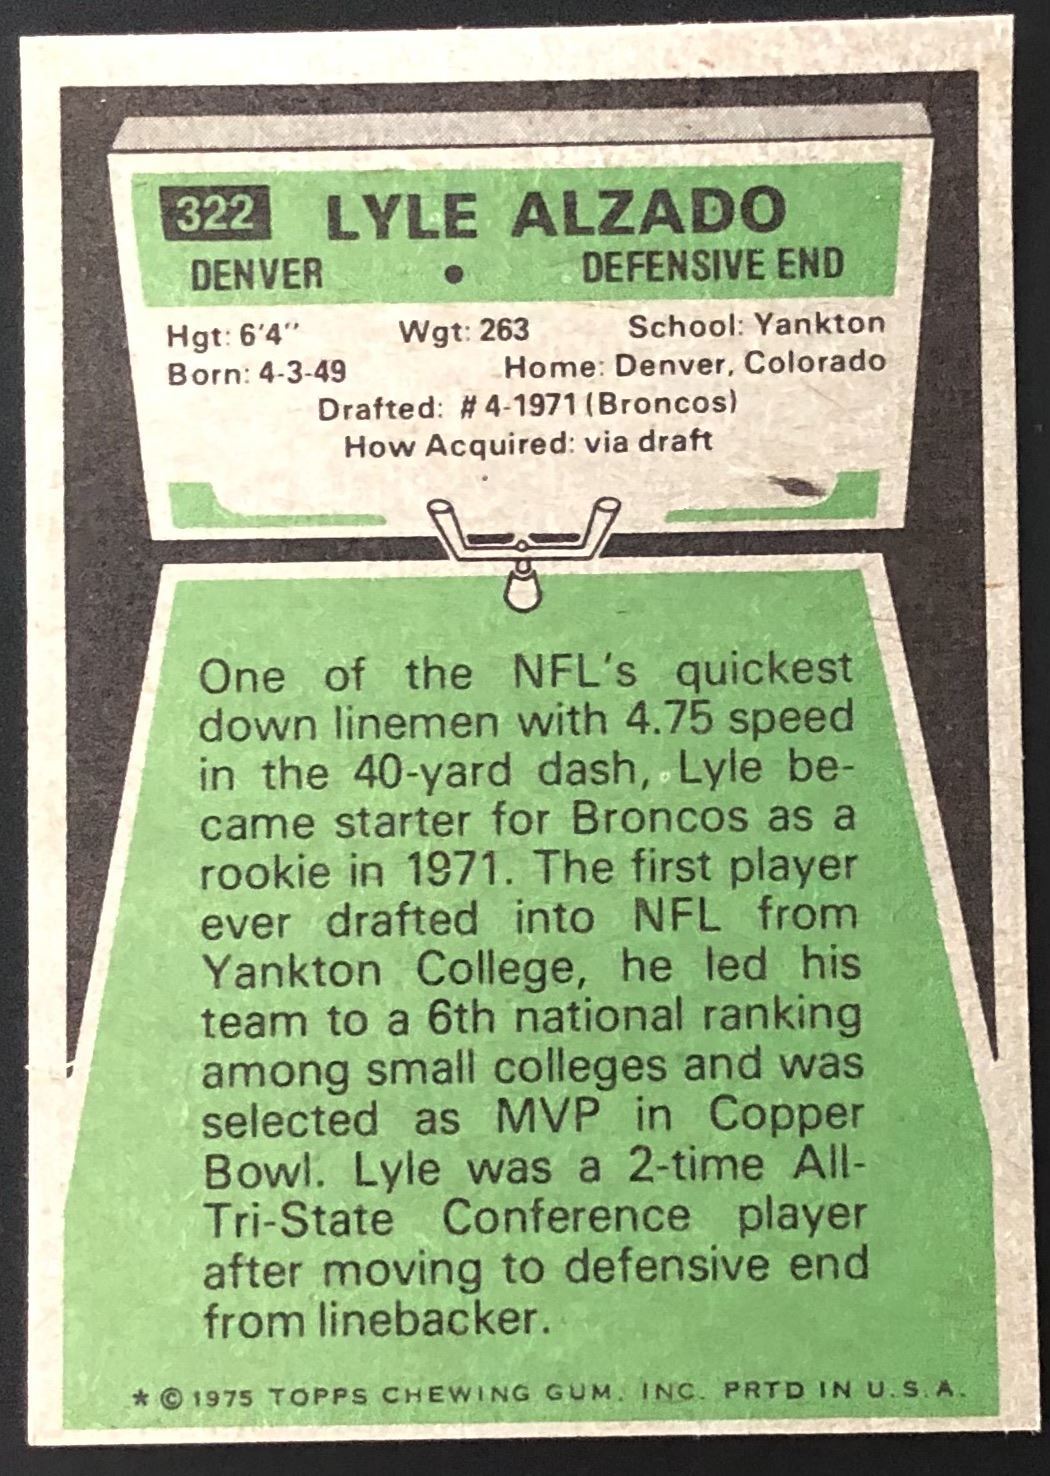 322 LYLE ALZADO
DENVER • DEFENSIVE END
Hgt: 6'4" Wgt: 263 School: Yankton
Born: 4-3-49 Home: Denver, Colorado
Drafted: #4-1971 (Broncos)
How Acquired: via draft
One of the NFL's quickest
down linemen with 4.75 speed
in the 40-yard dash, Lyle be-
came starter for Broncos as a
rookie in 1971. The first player
ever drafted into NFL from
Yankton College, he led his
team to a 6th national ranking
among small colleges and was
selected as MVP in Copper
Bowl. Lyle was a 2-time All-
Tri-State Conference player
after moving to defensive end
from linebacker.
* © 1975 TOPPS CHEWING GUM, INC. PRTD IN U.S.A.